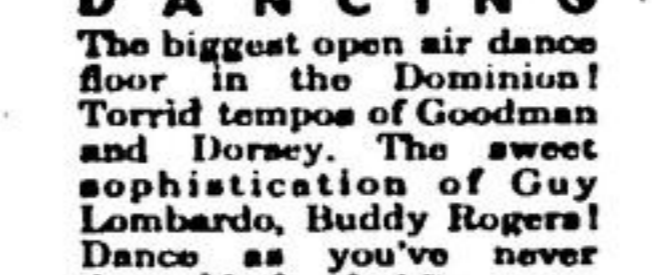 DANCING
The biggest open air dance
floor in the Dominion!
Torrid tempos of Goodman
and Dorsey. The sweet
sophistication of Guy
Lombardo, Buddy Rogers!
Dance as you've never